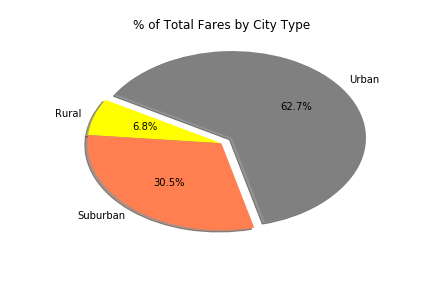 % of Total Fares by City Type
Urban
62.7%
Rural
6.8%
30.5%
Suburban